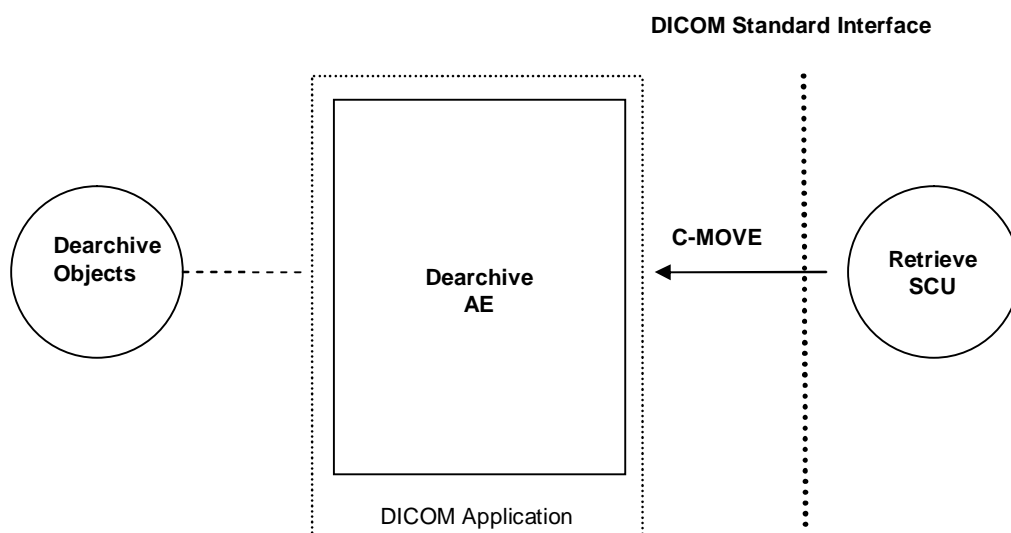 DICOM Standard Interface
Dearchive
Objects
Dearchive
AE
C-MOVE
Retrieve
SCU
DICOM Application